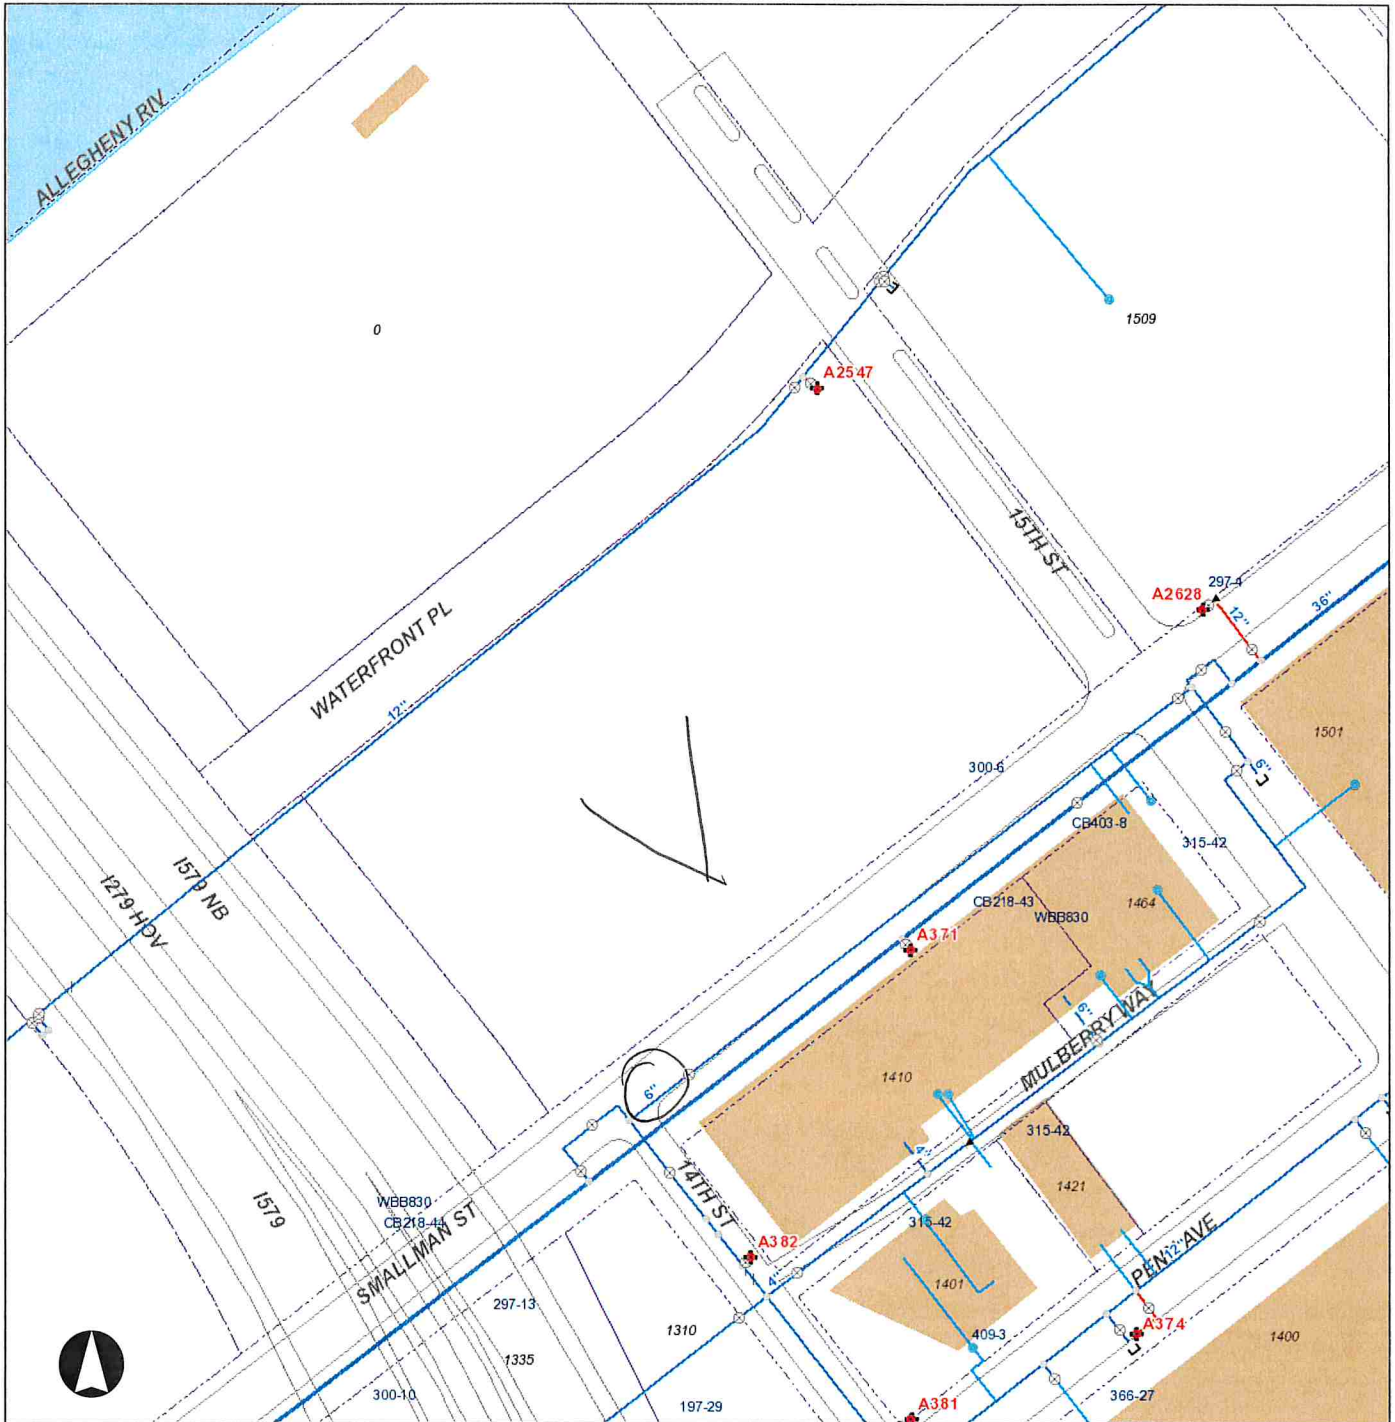 ALLEGHENY RIV
0
1509
A2547
15TH ST
A2628
297-4
12"
36"
WATERFRONT PL
12"
1501
300-6
6"
CB403-8
315-42
I579 NB
I279 HOV
CB218-43
WBB830
1464
A371
6"
MULBERRY WAY
1410
6"
315-42
4"
1421
14TH ST
I579
WBB830
CB218-44
SMALLMAN ST
315-42
PENN AVE
12"
A382
4"
1401
297-13
1310
409-3
A374
1400
1335
300-10
197-29
A381
366-27